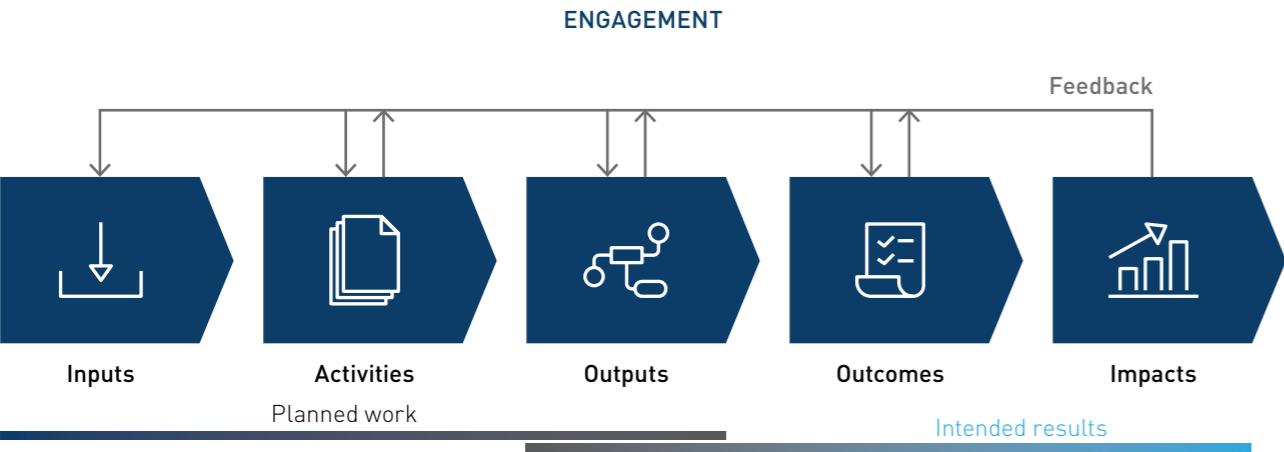 ENGAGEMENT
Feedback
Inputs
Activities
Outputs
Outcomes
Impacts
Planned work
Intended results